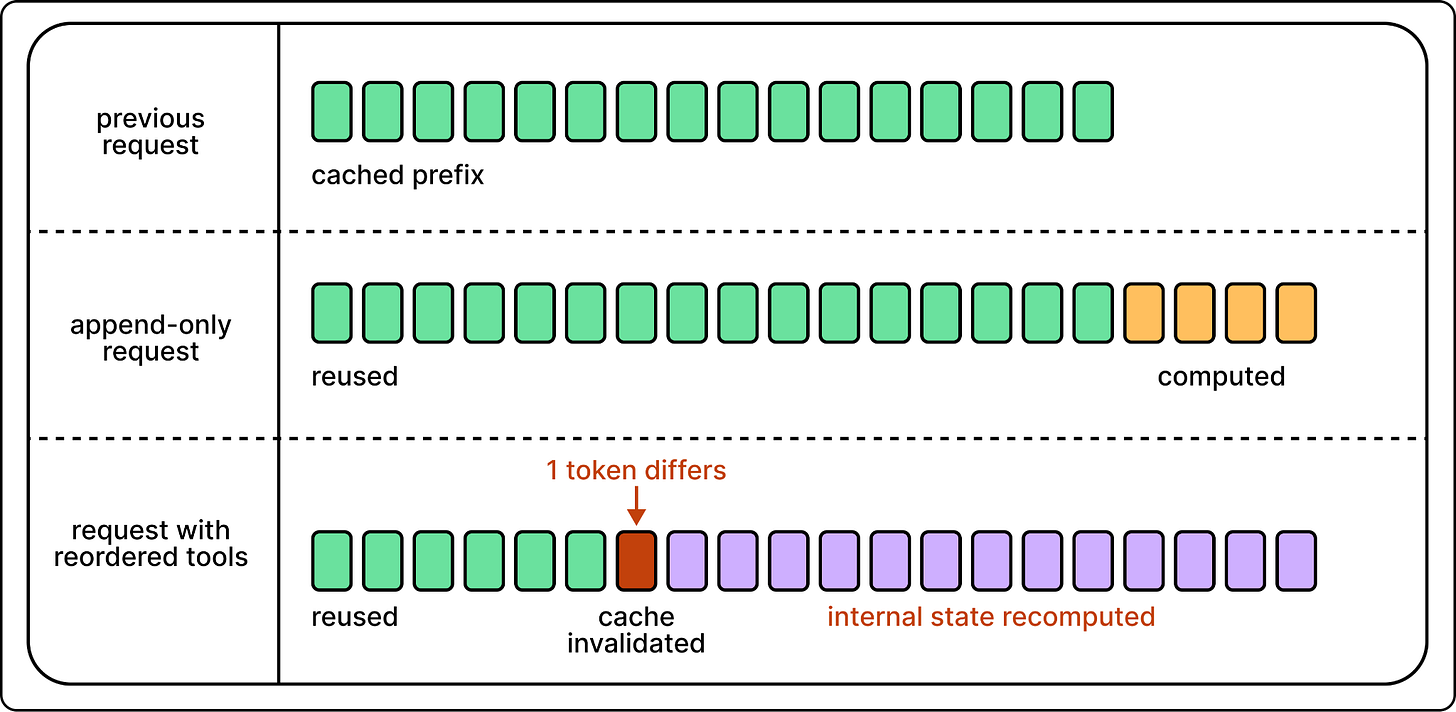 previous
request
cached prefix
append-only
request
reused
computed
1 token differs
request with
reordered tools
reused
cache
invalidated
internal state recomputed